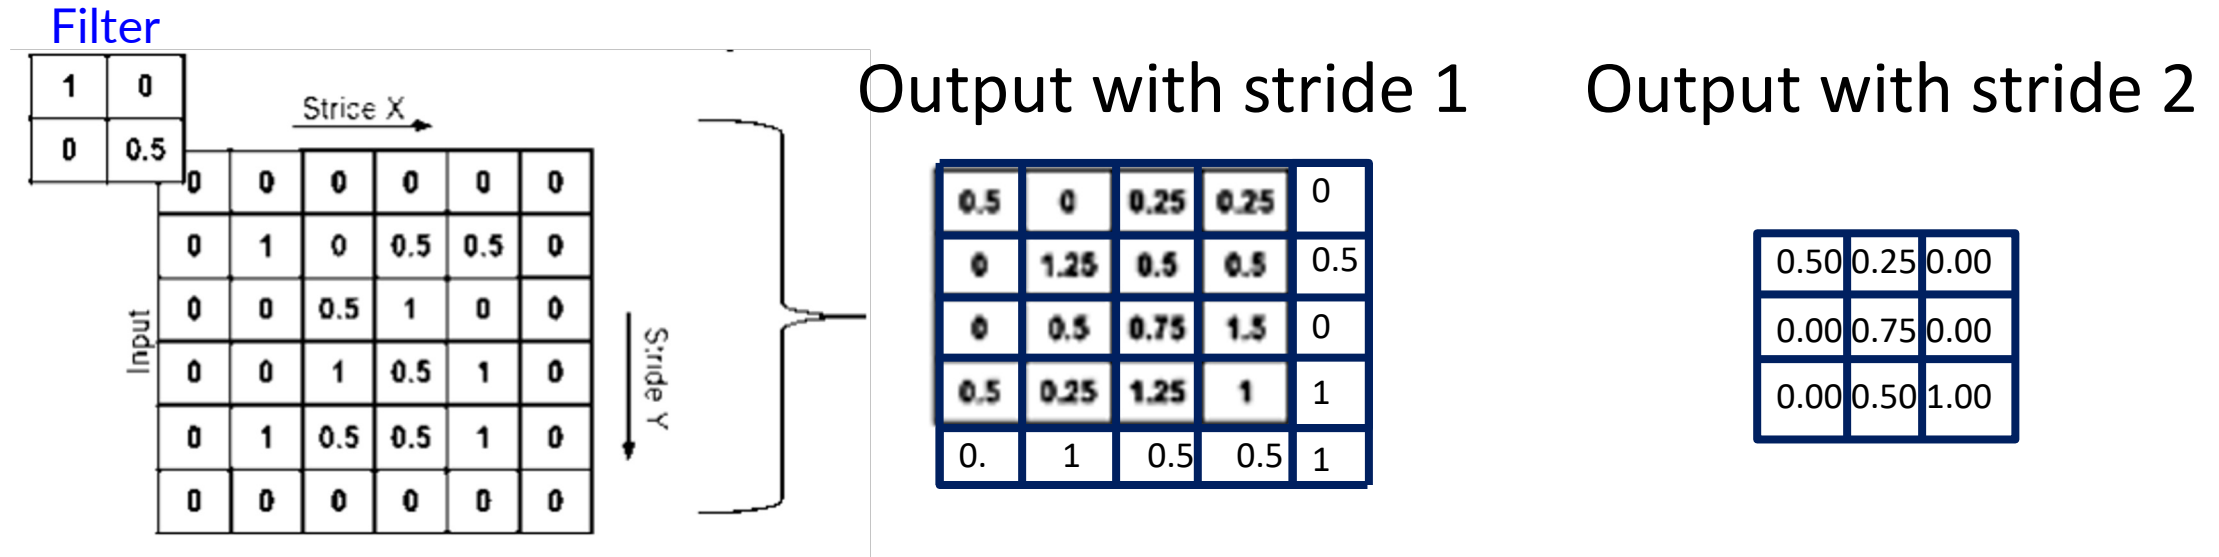 Filter
1 0
0 0.5
Strice X
Input
0 0 0 0 0 0
0 1 0 0.5 0.5 0
0 0 0.5 1 0 0
0 0 1 0.5 1 0
0 1 0.5 0.5 1 0
0 0 0 0 0 0
Stride Y
Output with stride 1
0.5 0 0.25 0.25 0
0 1.25 0.5 0.5 0.5
0 0.5 0.75 1.5 0
0.5 0.25 1.25 1 1
0. 1 0.5 0.5 1
Output with stride 2
0.50 0.25 0.00
0.00 0.75 0.00
0.00 0.50 1.00